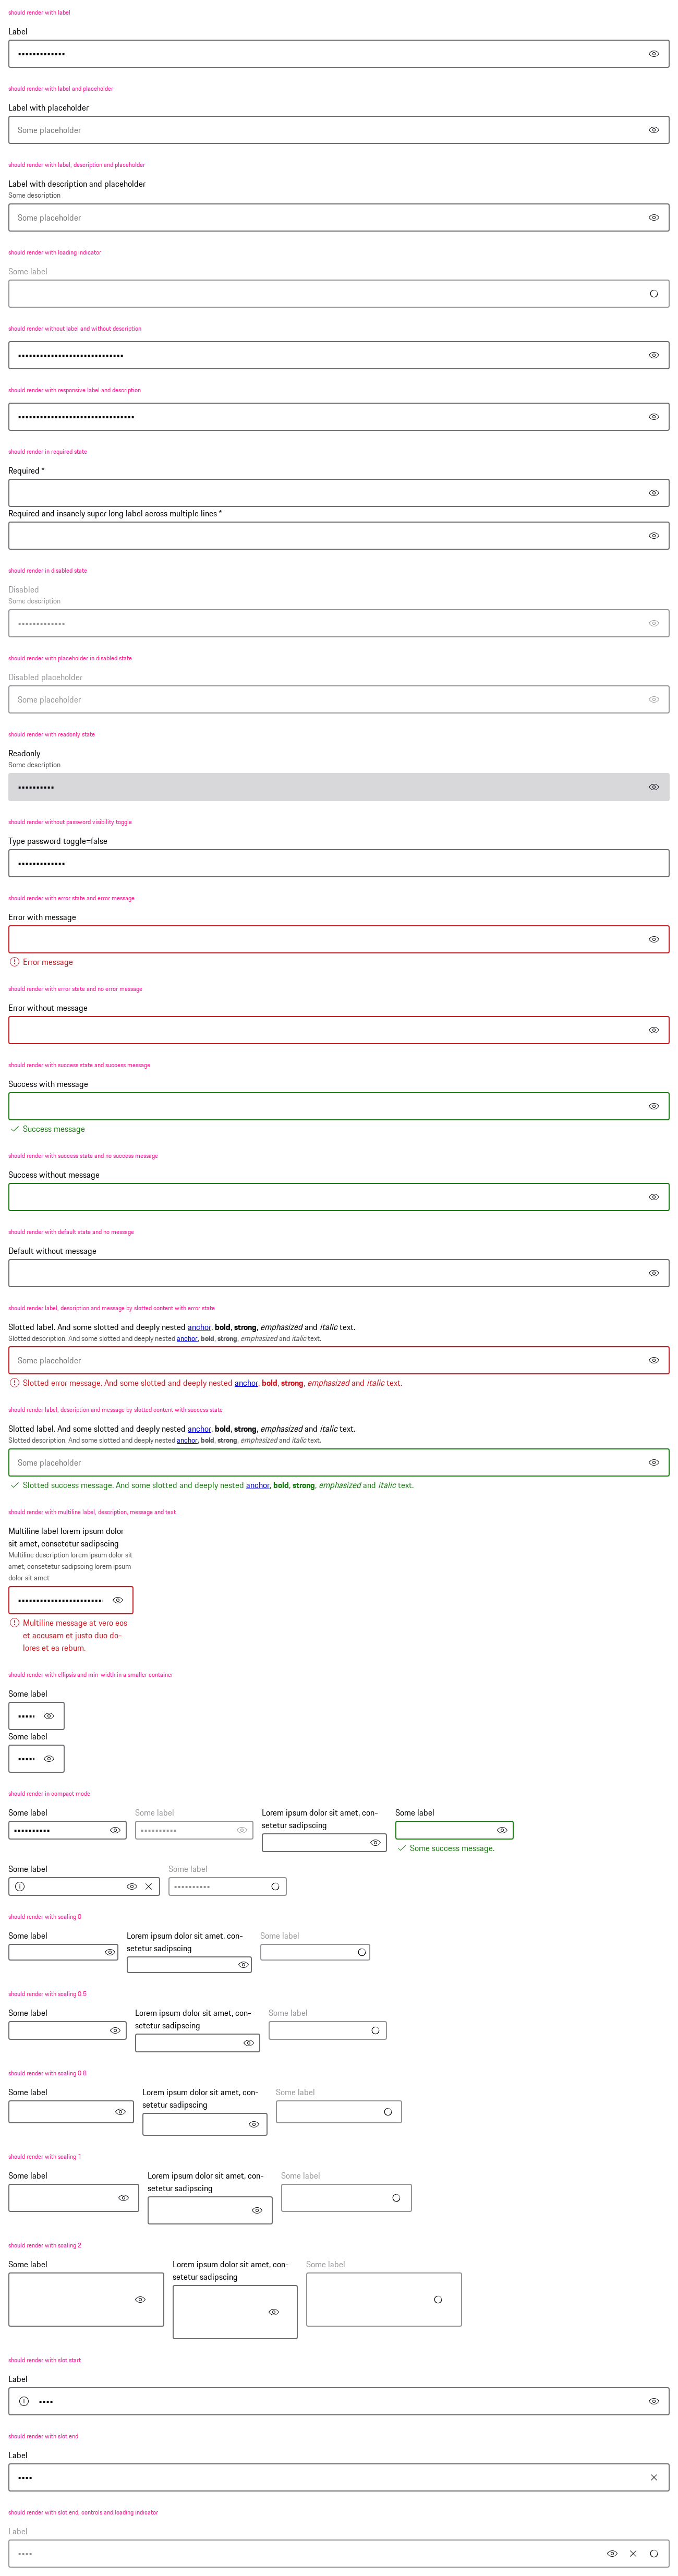 should render with label
Label
•••••••••••••
should render with label and placeholder
Label with placeholder
Some placeholder
should render with label, description and placeholder
Label with description and placeholder
Some description
Some placeholder
should render with loading indicator
Some label
should render without label and without description
••••••••••••••••••••••••••••••
should render with responsive label and description
•••••••••••••••••••••••••••••••••
should render in required state
Required *
Required and insanely super long label across multiple lines *
should render in disabled state
Disabled
Some description
•••••••••••••
should render with placeholder in disabled state
Disabled placeholder
Some placeholder
should render with readonly state
Readonly
Some description
••••••••••
should render without password visibility toggle
Type password toggle=false
•••••••••••••
should render with error state and error message
Error with message
Error message
should render with error state and no error message
Error without message
should render with success state and success message
Success with message
Success message
should render with success state and no success message
Success without message
should render with default state and no message
Default without message
should render label, description and message by slotted content with error state
Slotted label. And some slotted and deeply nested anchor, bold, strong, emphasized and italic text.
Slotted description. And some slotted and deeply nested anchor, bold, strong, emphasized and italic text.
Some placeholder
Slotted error message. And some slotted and deeply nested anchor, bold, strong, emphasized and italic text.
should render label, description and message by slotted content with success state
Slotted label. And some slotted and deeply nested anchor, bold, strong, emphasized and italic text.
Slotted description. And some slotted and deeply nested anchor, bold, strong, emphasized and italic text.
Some placeholder
Slotted success message. And some slotted and deeply nested anchor, bold, strong, emphasized and italic text.
should render with multiline label, description, message and text
Multiline label lorem ipsum dolor
sit amet, consetetur sadipscing
Multiline description lorem ipsum dolor sit
amet, consetetur sadipscing lorem ipsum
dolor sit amet
••••••••••••••••••••••••
Multiline message at vero eos
et accusam et justo duo do-
lores et ea rebum.
should render with ellipsis and min-width in a smaller container
Some label
•••••
Some label
•••••
should render in compact mode
Some label
••••••••••
Some label
••••••••••
Lorem ipsum dolor sit amet, con-
setetur sadipscing
Some label
Some success message.
Some label
Some label
••••••••••
should render with scaling 0
Some label
Lorem ipsum dolor sit amet, con-
setetur sadipscing
Some label
should render with scaling 0.5
Some label
Lorem ipsum dolor sit amet, con-
setetur sadipscing
Some label
should render with scaling 0.8
Some label
Lorem ipsum dolor sit amet, con-
setetur sadipscing
Some label
should render with scaling 1
Some label
Lorem ipsum dolor sit amet, con-
setetur sadipscing
Some label
should render with scaling 2
Some label
Lorem ipsum dolor sit amet, con-
setetur sadipscing
Some label
should render with slot start
Label
••••
should render with slot end
Label
••••
should render with slot end, controls and loading indicator
Label
••••